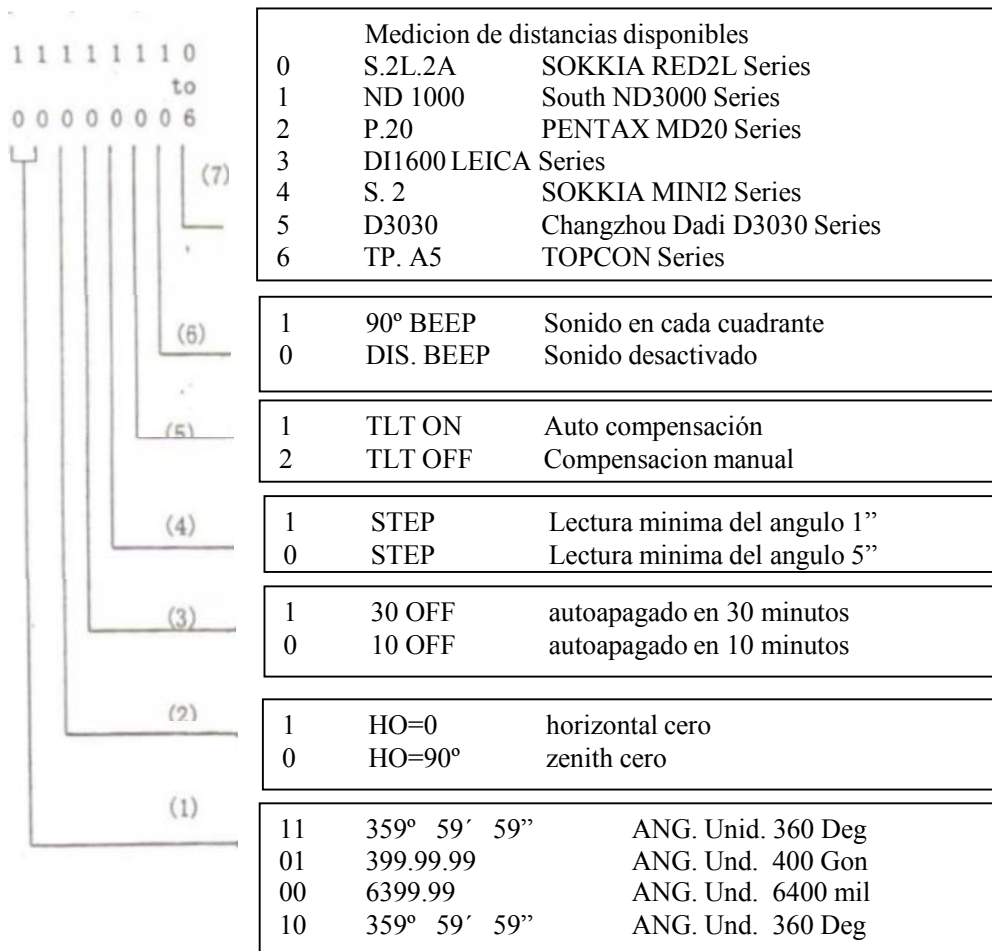 1 1 1 1 1 1 1 0
to
0 0 0 0 0 0 0 6
(7)
(6)
(5)
(4)
(3)
(2)
(1)
Medicion de distancias disponibles
0 S.2L.2A SOKKIA RED2L Series
1 ND 1000 South ND3000 Series
2 P.20 PENTAX MD20 Series
3 DI1600 LEICA Series
4 S. 2 SOKKIA MINI2 Series
5 D3030 Changzhou Dadi D3030 Series
6 TP. A5 TOPCON Series
1 90º BEEP Sonido en cada cuadrante
0 DIS. BEEP Sonido desactivado
1 TLT ON Auto compensación
2 TLT OFF Compensacion manual
1 STEP Lectura minima del angulo 1”
0 STEP Lectura minima del angulo 5”
1 30 OFF autoapagado en 30 minutos
0 10 OFF autoapagado en 10 minutos
1 HO=0 horizontal cero
0 HO=90º zenith cero
11 359º 59´ 59” ANG. Unid. 360 Deg
01 399.99.99 ANG. Und. 400 Gon
00 6399.99 ANG. Und. 6400 mil
10 359º 59´ 59” ANG. Und. 360 Deg